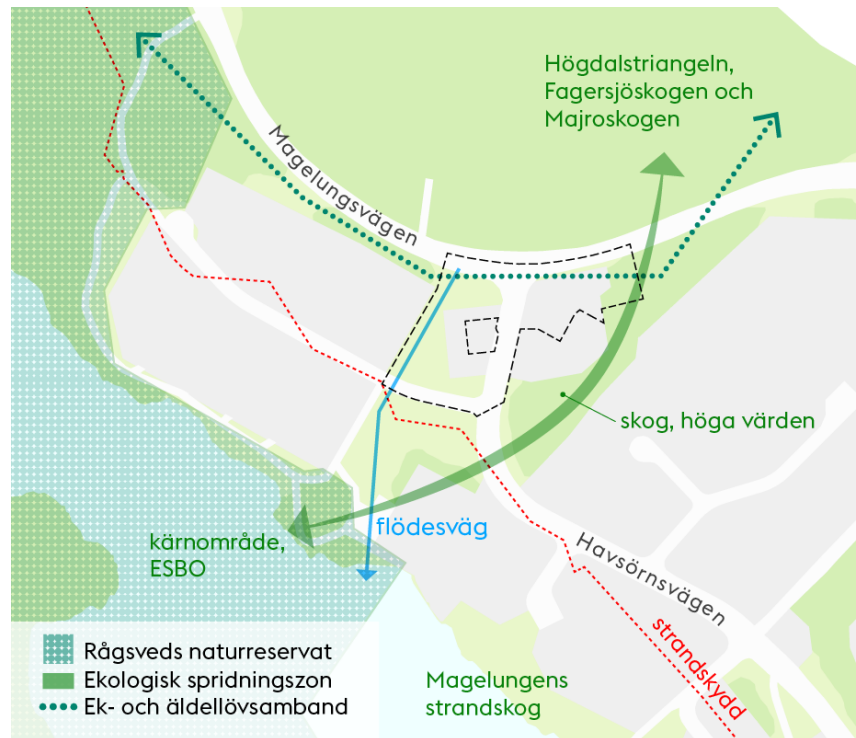 Högdalstriangeln,
Fagersjöskogen och
Majroskogen
Magelungsvägen
skog, höga värden
flödesväg
kärnområde,
ESBO
Havsörnsvägen
strandskydd
Magelungens
strandskog
Rågsveds naturreservat
Ekologisk spridningszon
Ek- och äldellövsamband